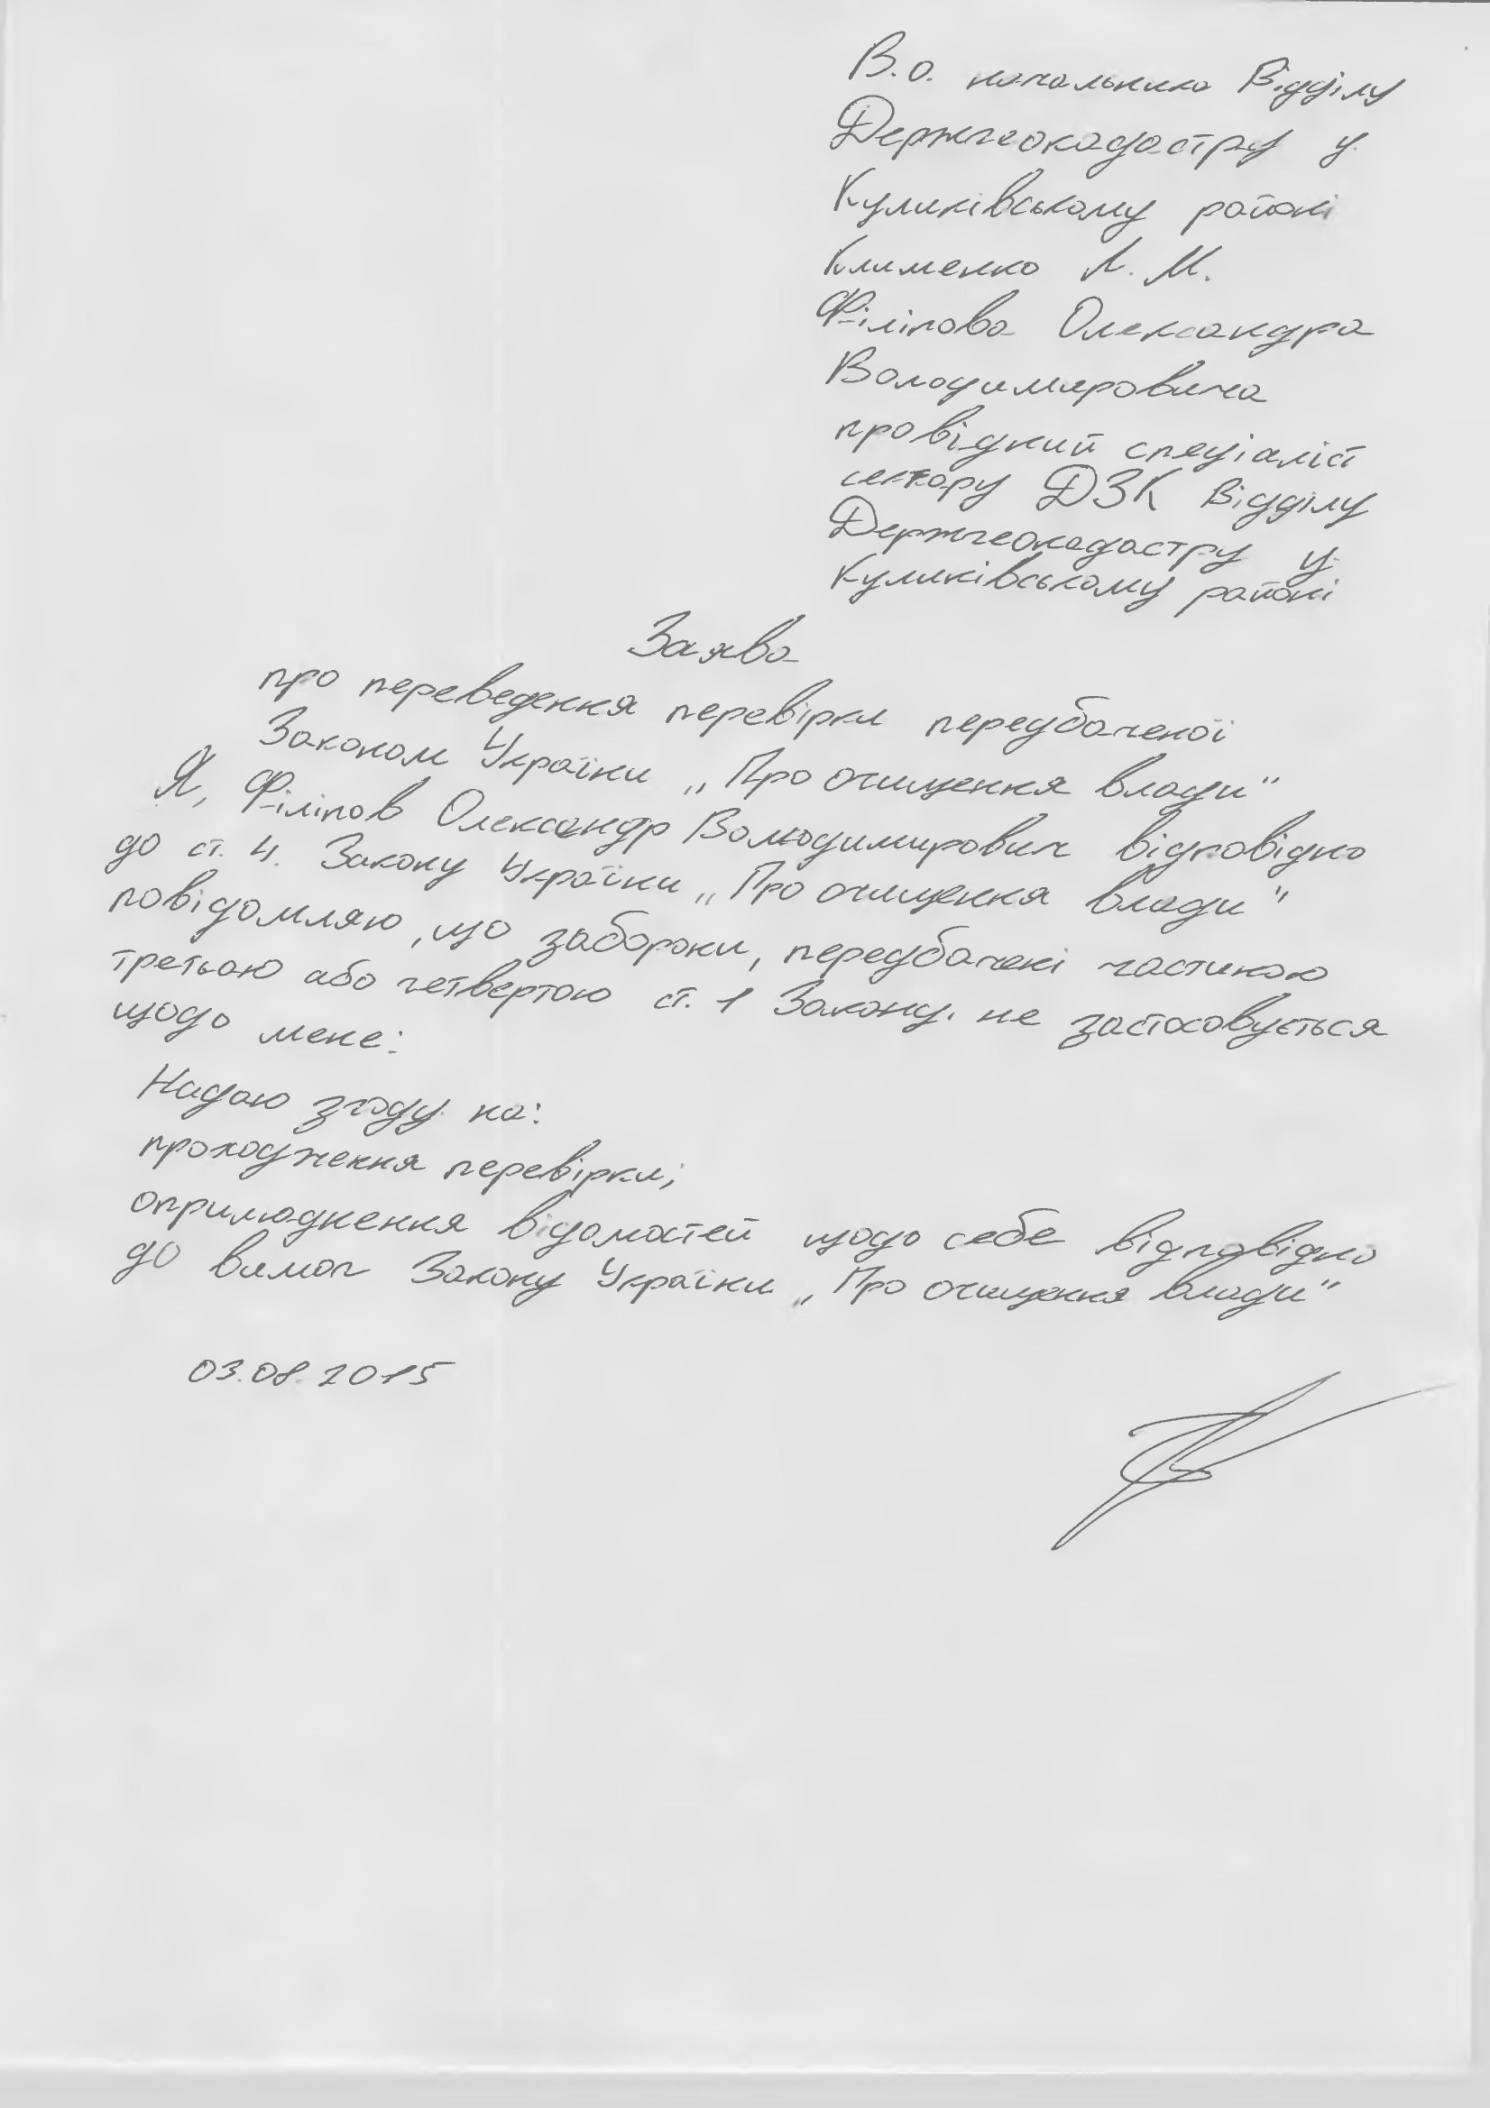 В.о. начальника Відділу
Держгеокадастру у
Куликівському районі
Клименко Л. М.
Філіпова Олександра
Володимировича
провідний спеціаліст
сектору ДЗК Відділу
Держгеокадастру у
Куликівському районі
Заява
про переведення перевірки передбаченої
Законом України „Про очищення влади"
Я, Філіпов Олександр Володимирович відповідно
до ст. 4. Закону України „Про очищення влади"
повідомляю, що заборони, передбачені частиною
третьою або четвертою ст. 1 Закону. не застосовується
щодо мене:
Надаю згоду на:
проходження перевірки;
оприлюднення відомостей щодо себе відповідно
до вимог Закону України „Про очищення влади"
03.08.2015